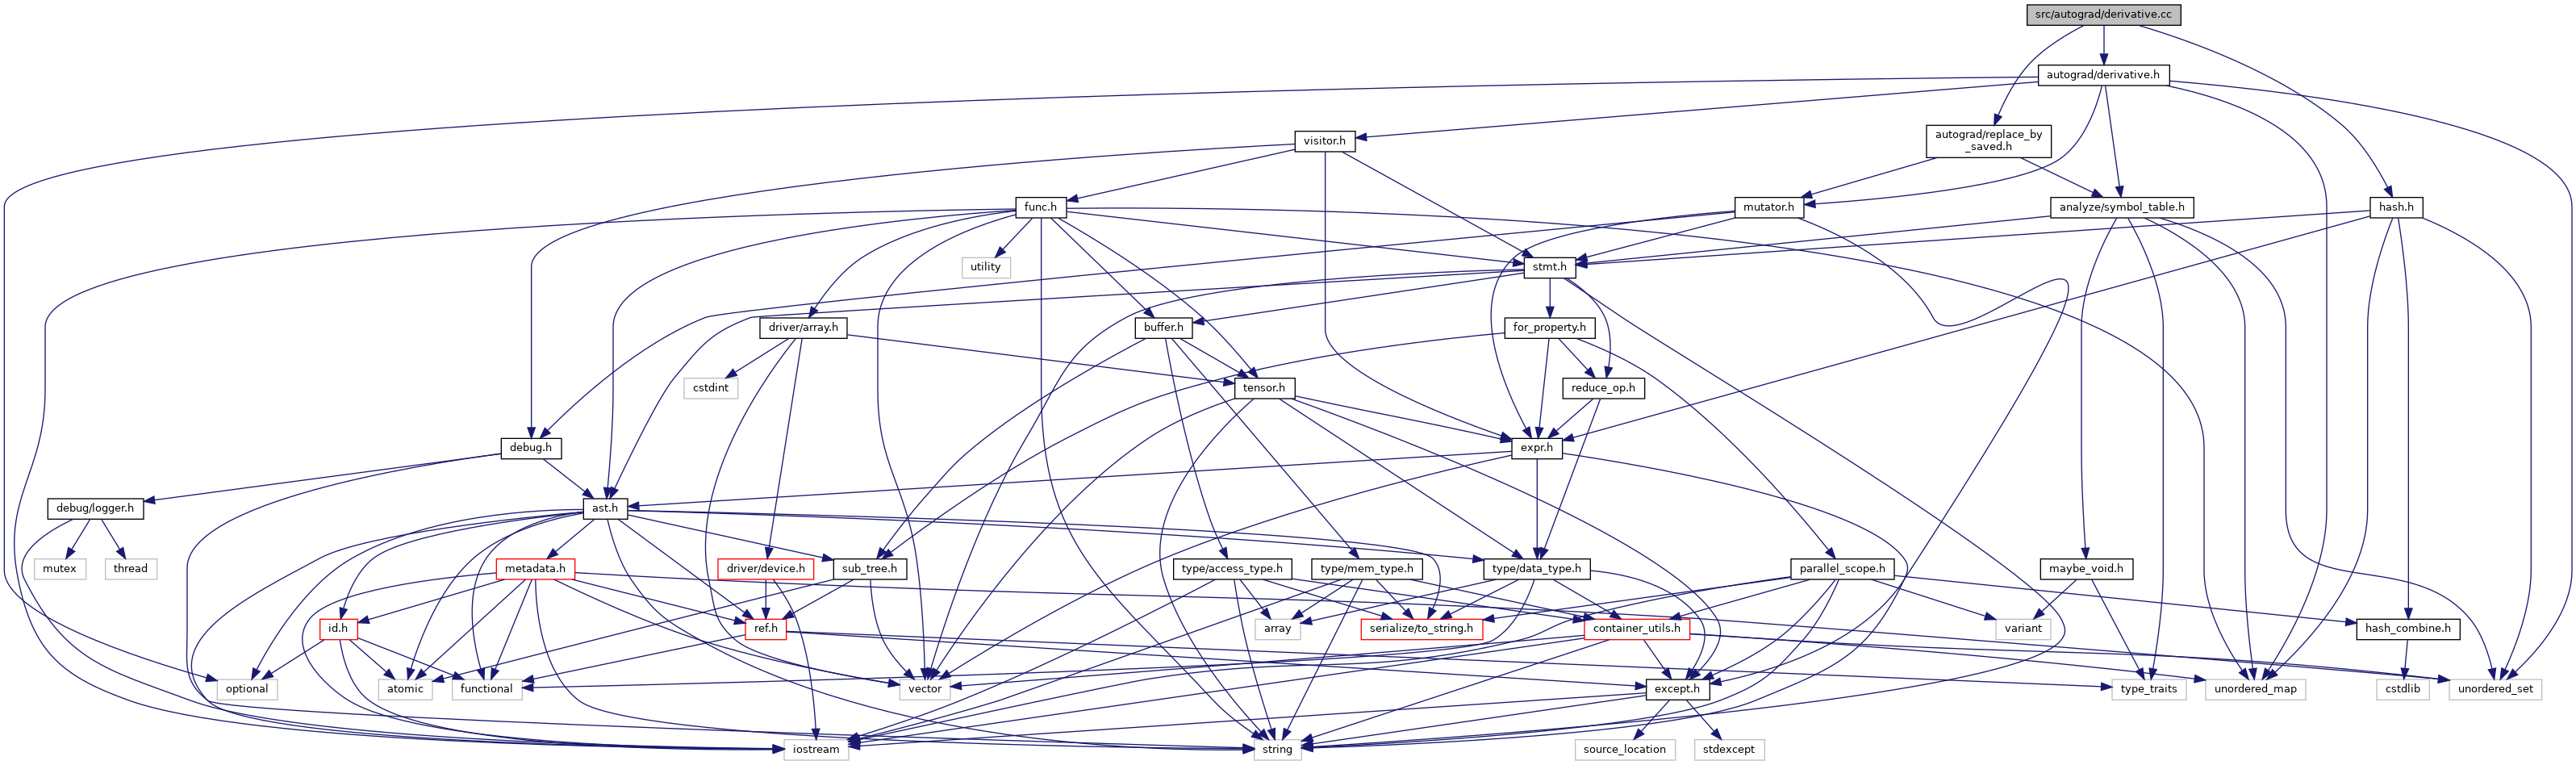 src/autograd/derivative.cc
autograd/derivative.h
visitor.h
autograd/replace_by
_saved.h
func.h
mutator.h
analyze/symbol_table.h
hash.h
utility
stmt.h
driver/array.h
buffer.h
for_property.h
cstdint
tensor.h
reduce_op.h
debug.h
expr.h
debug/logger.h
ast.h
mutex
thread
metadata.h
driver/device.h
sub_tree.h
type/access_type.h
type/mem_type.h
type/data_type.h
parallel_scope.h
maybe_void.h
id.h
ref.h
array
serialize/to_string.h
container_utils.h
variant
hash_combine.h
optional
atomic
functional
vector
except.h
type_traits
unordered_map
cstdlib
unordered_set
iostream
string
source_location
stdexcept